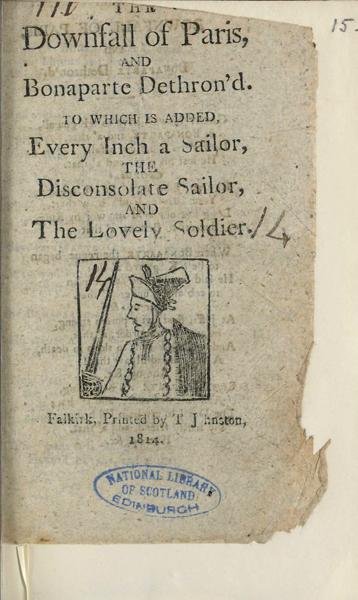 THE
Downfall of Paris,
AND
Bonaparte Dethron'd.
TO WHICH IS ADDED,
Every Inch a Sailor,
THE
Disconsolate Sailor,
AND
The Lovely Soldier.
14
14
15
Falkirk, Printed by T J hnston,
1814.
NATIONAL LIBRARY
OF SCOTLAND
EDINBURGH